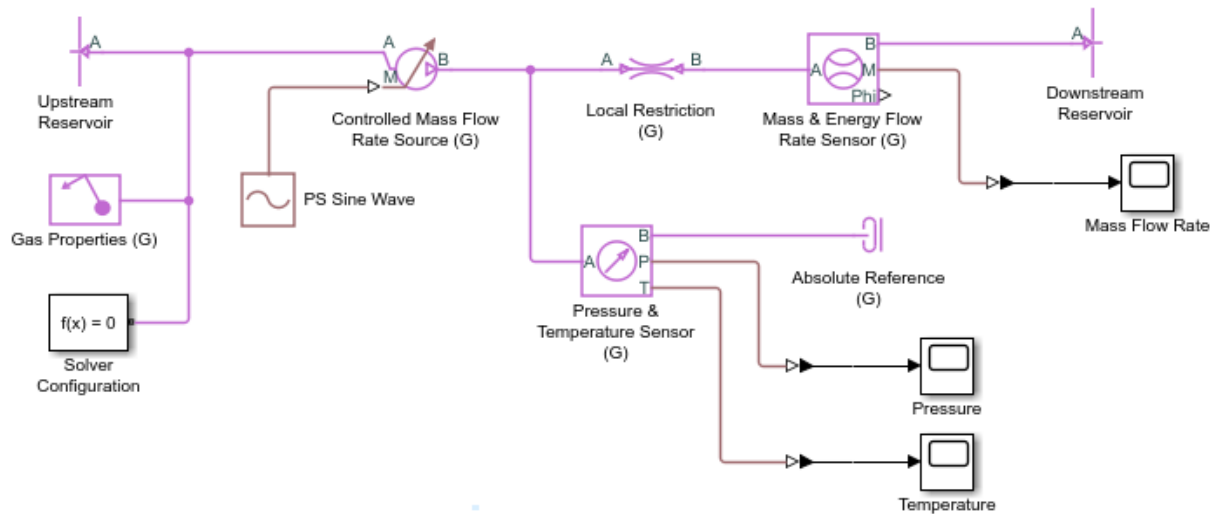 A
Upstream
Reservoir
A
M
B
Controlled Mass Flow
Rate Source (G)
A
B
Local Restriction
(G)
A
B
M
Phi
Mass & Energy Flow
Rate Sensor (G)
A
Downstream
Reservoir
Mass Flow Rate
Gas Properties (G)
PS Sine Wave
A
B
P
T
Pressure &
Temperature Sensor
(G)
Absolute Reference
(G)
f(x) = 0
Solver
Configuration
Pressure
Temperature